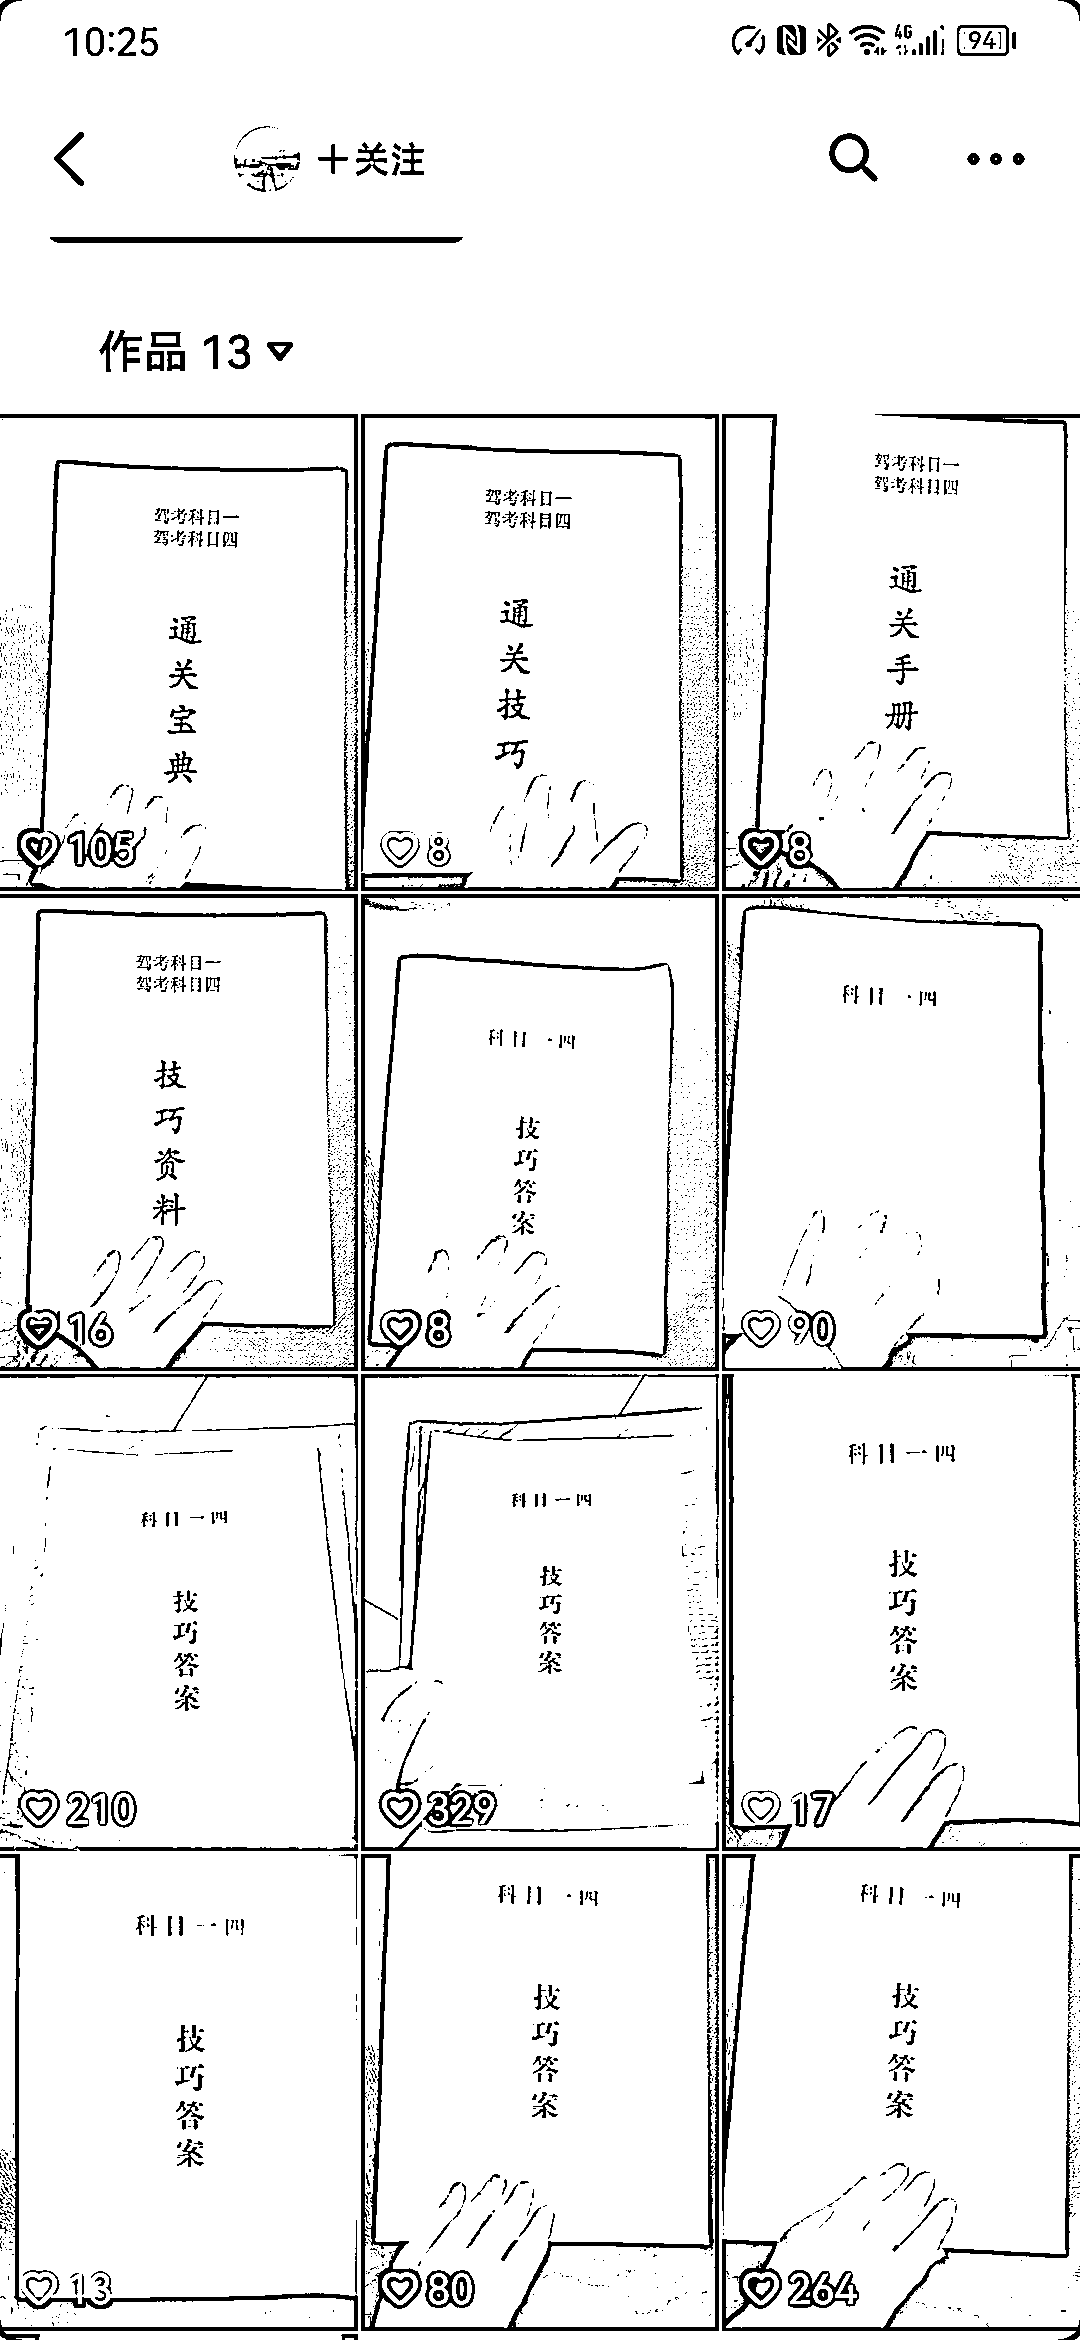 10:25
4G
94
+关注
作品 13
驾考科目一
驾考科目四
通关宝典
105
驾考科目一
驾考科目四
通关技巧
8
驾考科目一
驾考科目四
通关手册
8
驾考科目一
驾考科目四
技巧资料
16
科目一四
技巧答案
8
科目一四
90
科目一四
技巧答案
210
科目一四
技巧答案
329
科目一四
技巧答案
17
科目一四
技巧答案
13
科目一四
技巧答案
80
科目一四
技巧答案
264